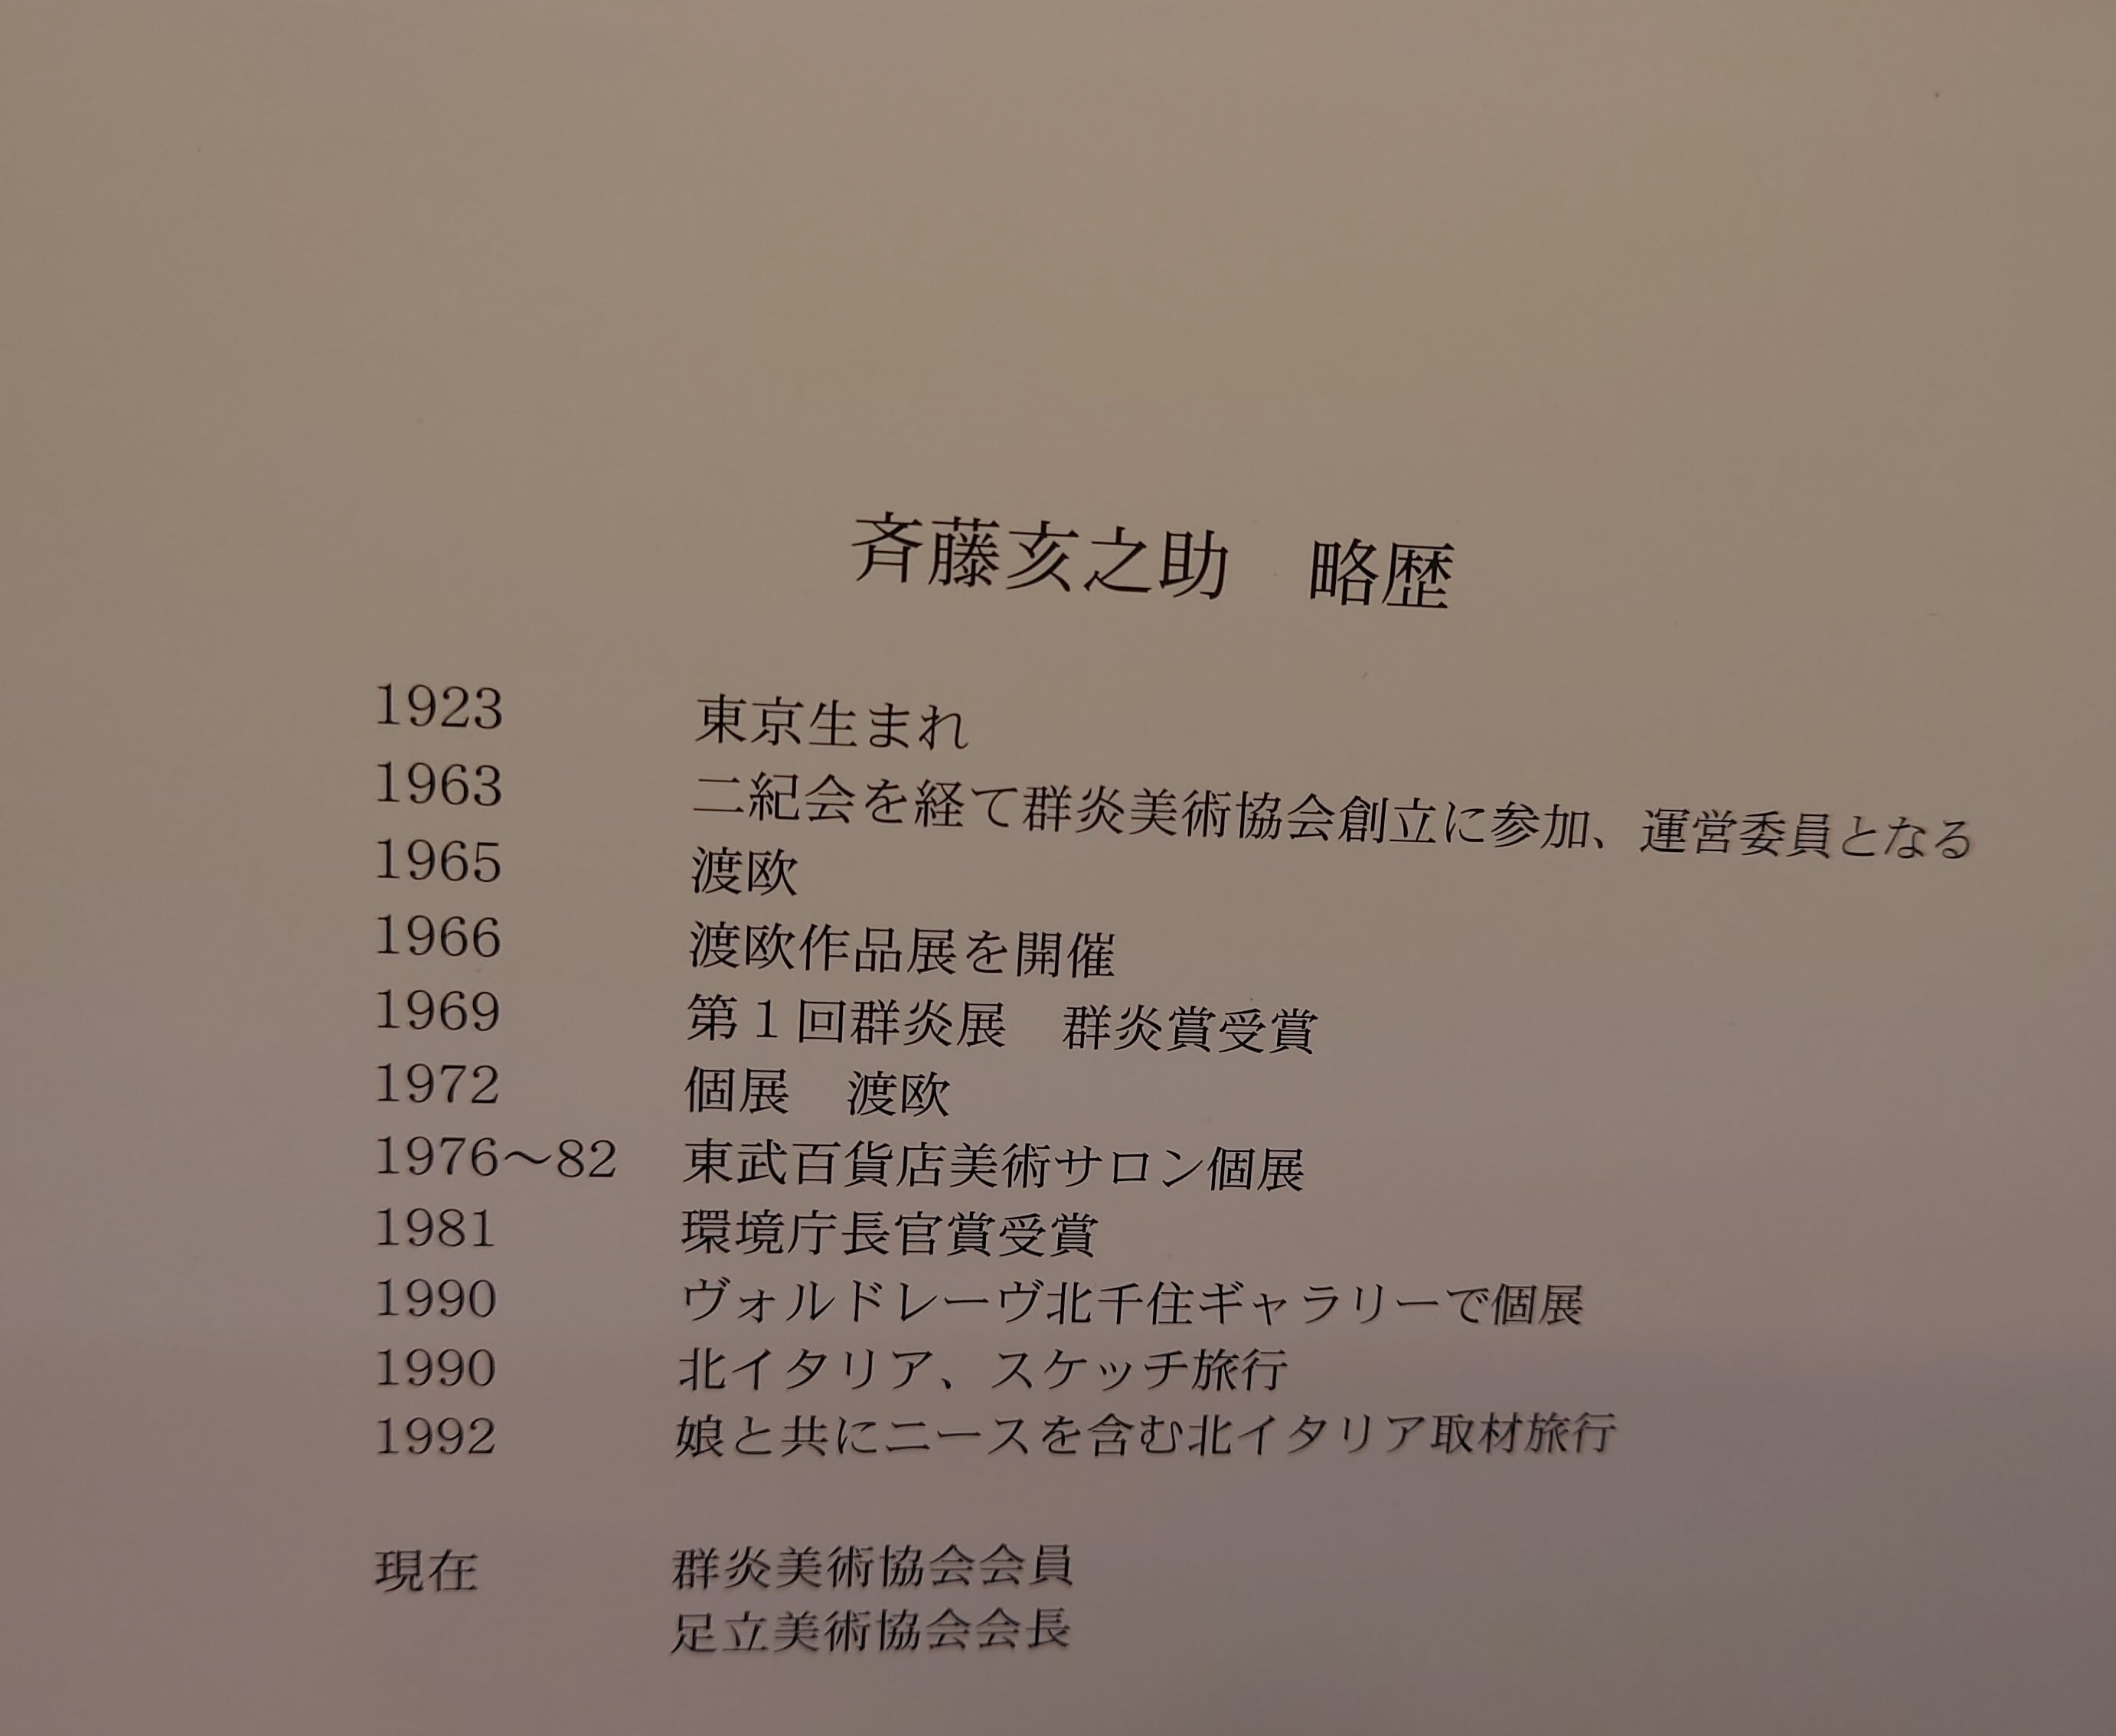 斉藤亥之助　略歴
1923　東京生まれ
1963　二紀会を経て群炎美術協会創立に参加、運営委員となる
1965　渡欧
1966　渡欧作品展を開催
1969　第１回群炎展　群炎賞受賞
1972　個展　渡欧
1976～82　東武百貨店美術サロン個展
1981　環境庁長官賞受賞
1990　ヴォルドレーヴ北千住ギャラリーで個展
1990　北イタリア、スケッチ旅行
1992　娘と共にニースを含む北イタリア取材旅行
現在　群炎美術協会会員
足立美術協会会長